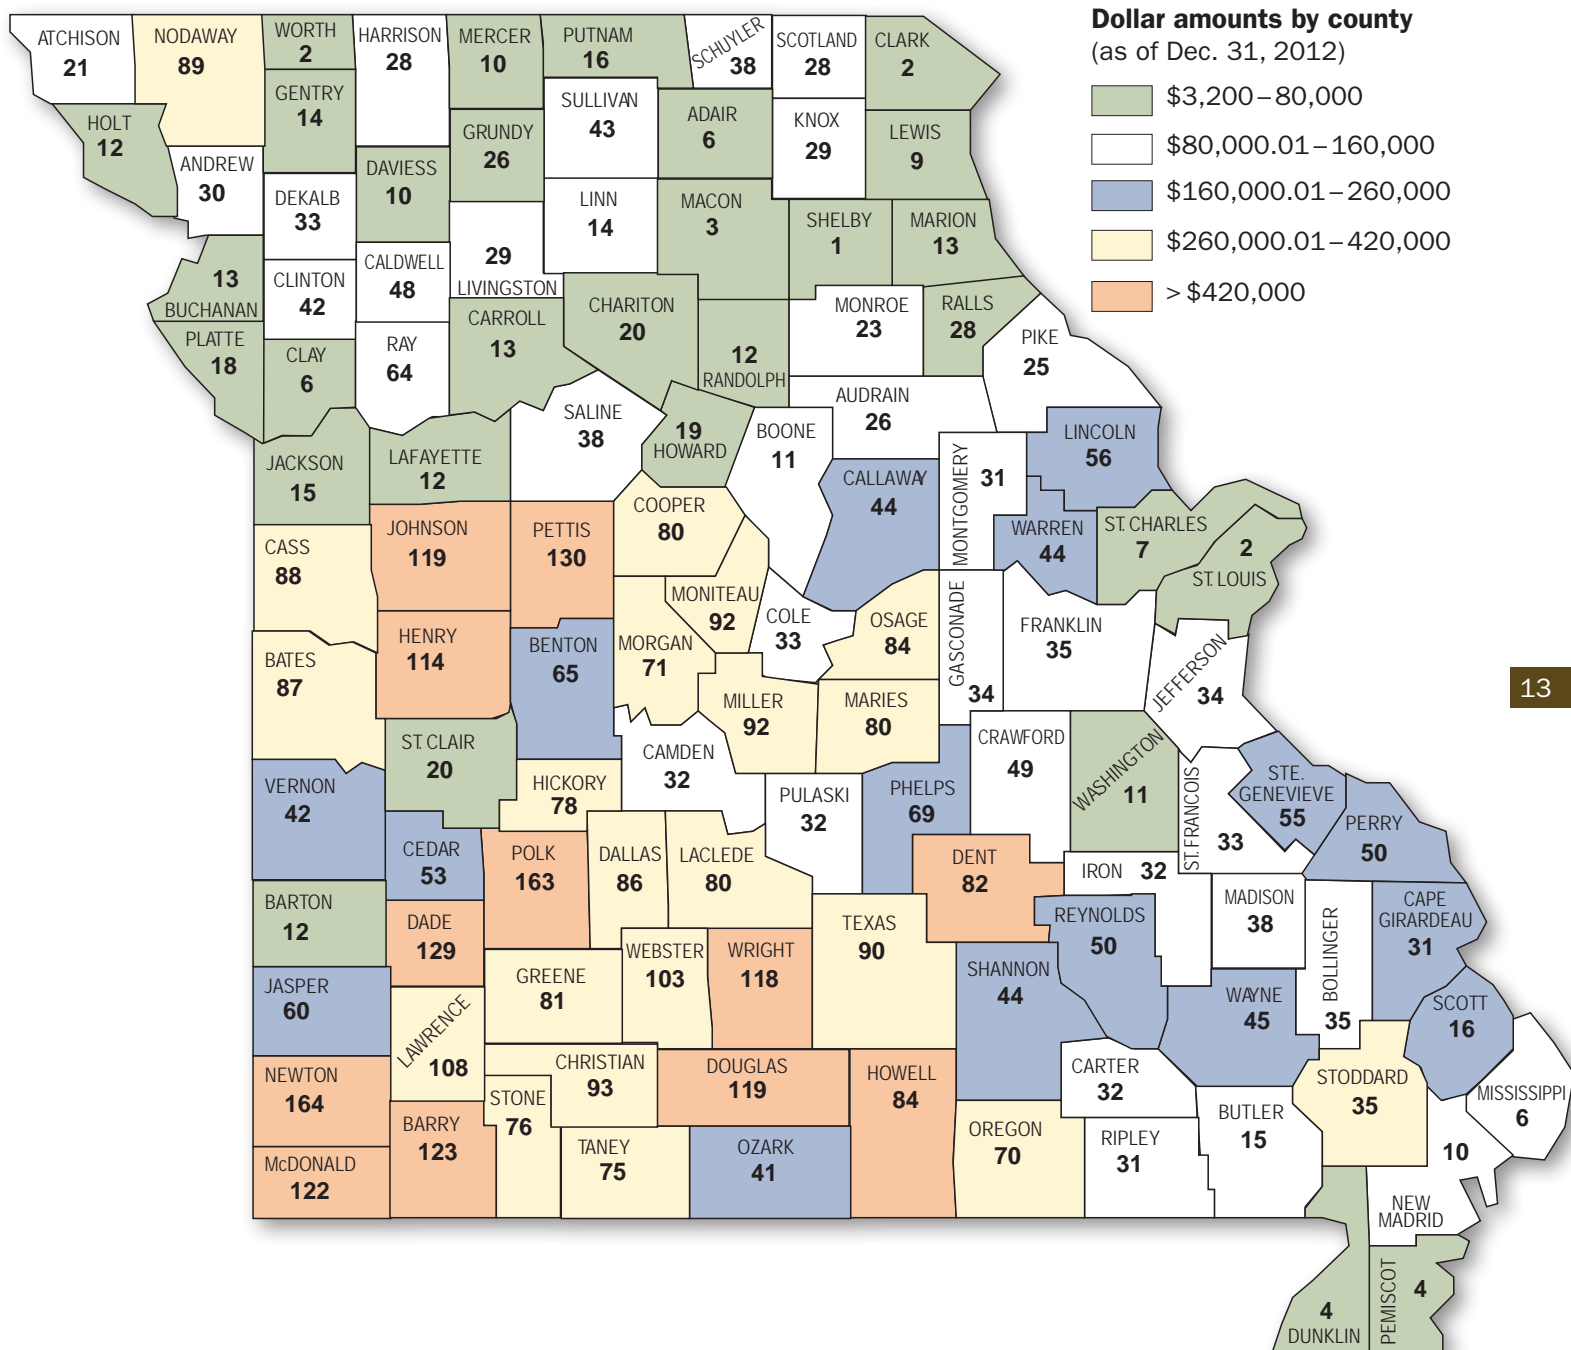 Dollar amounts by county
(as of Dec. 31, 2012)
$3,200–80,000
$80,000.01–160,000
$160,000.01–260,000
$260,000.01–420,000
> $420,000
ATCHISON
21
NODAWAY
89
WORTH
2
HARRISON
28
MERCER
10
PUTNAM
16
SCHUYLER
38
SCOTLAND
28
CLARK
2
HOLT
12
GENTRY
14
SULLIVAN
43
ADAIR
6
KNOX
29
LEWIS
9
GRUNDY
26
ANDREW
30
DEKALB
33
DAVIESS
10
LINN
14
MACON
3
SHELBY
1
MARION
13
29
LIVINGSTON
13
BUCHANAN
CLINTON
42
CALDWELL
48
CHARITON
20
MONROE
23
RALLS
28
PIKE
25
CARROLL
13
PLATTE
18
CLAY
6
RAY
64
12
RANDOLPH
AUDRAIN
26
SALINE
38
19
HOWARD
BOONE
11
LINCOLN
56
JACKSON
15
LAFAYETTE
12
CALLAWAY
44
MONTGOMERY
31
COOPER
80
WARREN
44
ST. CHARLES
7
2
ST. LOUIS
CASS
88
JOHNSON
119
PETTIS
130
MONITEAU
92
COLE
33
OSAGE
84
GASCONADE
34
FRANKLIN
35
JEFFERSON
34
13
BATES
87
HENRY
114
BENTON
65
MORGAN
71
MILLER
92
MARIES
80
ST. CLAIR
20
CAMDEN
32
CRAWFORD
49
WASHINGTON
11
ST. FRANCOIS
33
STE.
GENEVIEVE
55
PERRY
50
VERNON
42
HICKORY
78
PULASKI
32
PHELPS
69
CEDAR
53
POLK
163
DALLAS
86
LACLEDE
80
DENT
82
IRON 32
MADISON
38
BOLLINGER
35
CAPE
GIRARDEAU
31
BARTON
12
DADE
129
TEXAS
90
REYNOLDS
50
GREENE
81
WEBSTER
103
WRIGHT
118
SHANNON
44
WAYNE
45
SCOTT
16
JASPER
60
LAWRENCE
108
CHRISTIAN
93
DOUGLAS
119
HOWELL
84
CARTER
32
STODDARD
35
MISSISSIPPI
6
NEWTON
164
STONE
76
BARRY
123
TANEY
75
OZARK
41
OREGON
70
RIPLEY
31
BUTLER
15
10
NEW
MADRID
McDONALD
122
4
DUNKLIN
PEMISCOT
4